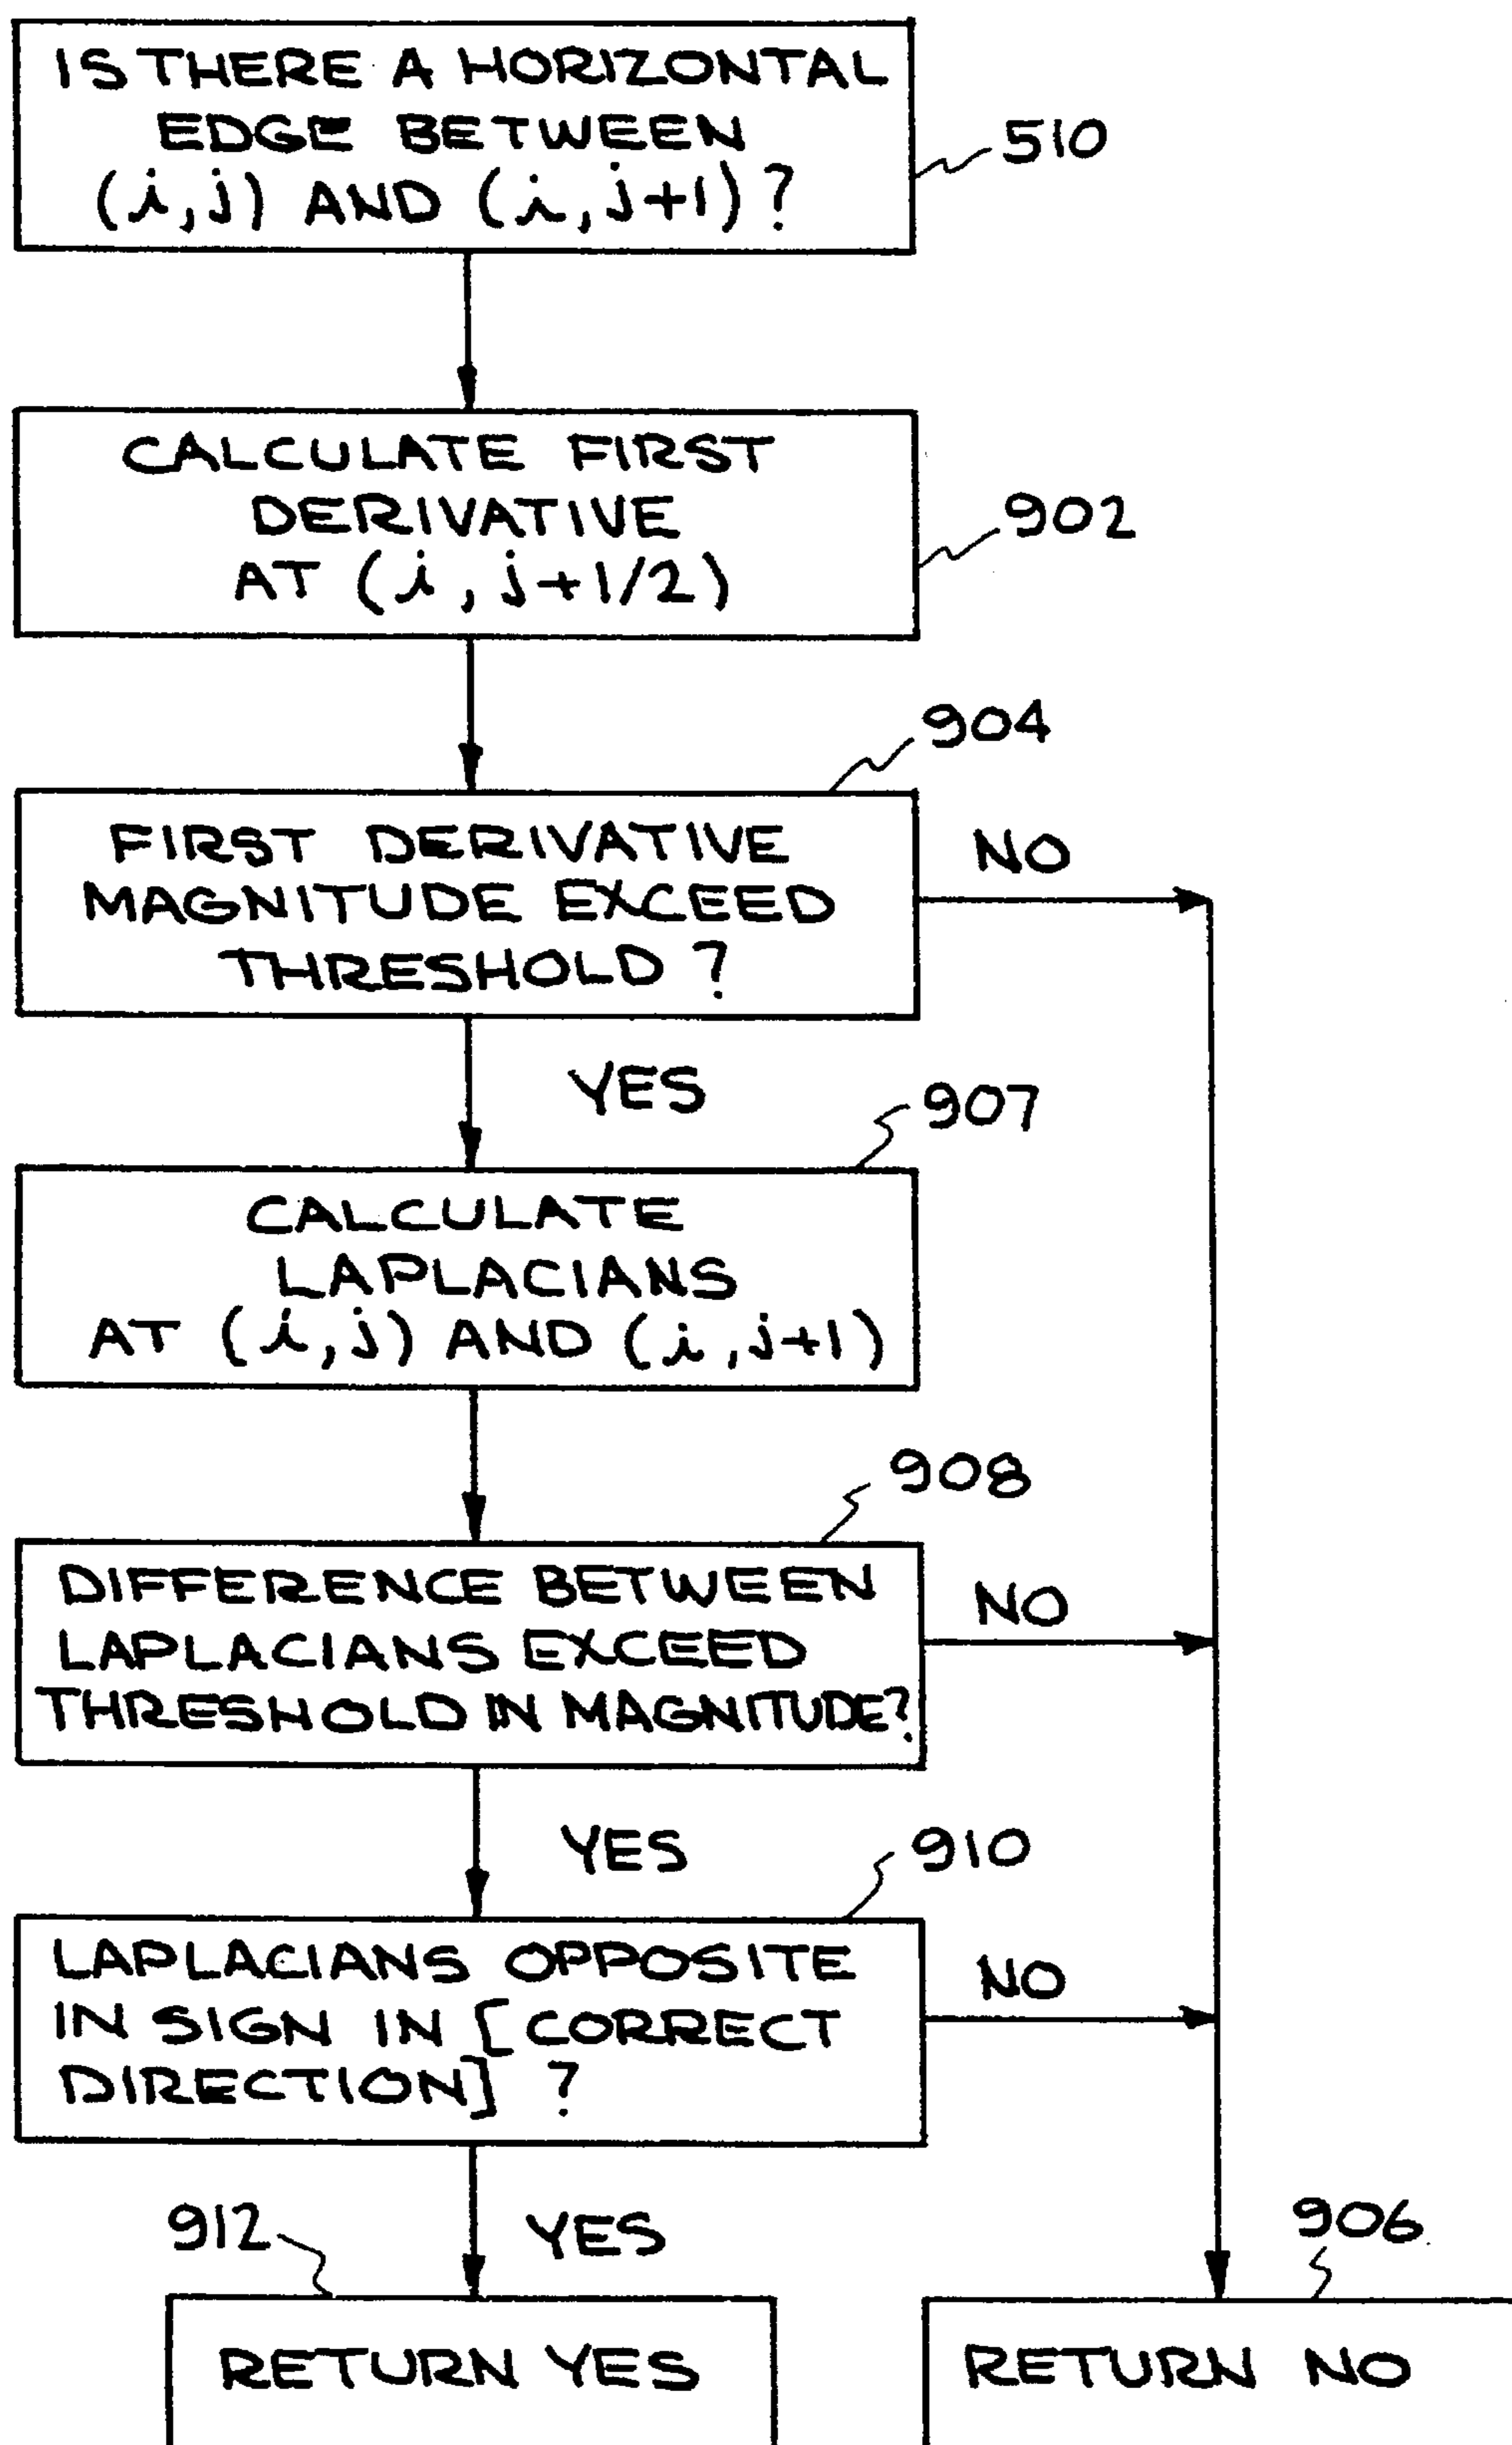 IS THERE A HORIZONTAL
EDGE BETWEEN
(i,j) AND (i,j+1)?
510
CALCULATE FIRST
DERIVATIVE
AT (i,j+1/2)
902
904
FIRST DERIVATIVE
MAGNITUDE EXCEED
THRESHOLD?
NO
YES
907
CALCULATE
LAPLACIANS
AT (i,j) AND (i,j+1)
908
DIFFERENCE BETWEEN
LAPLACIANS EXCEED
THRESHOLD IN MAGNITUDE?
NO
YES
910
LAPLACIANS OPPOSITE
IN SIGN IN [CORRECT
DIRECTION]?
NO
YES
912
906
RETURN YES
RETURN NO